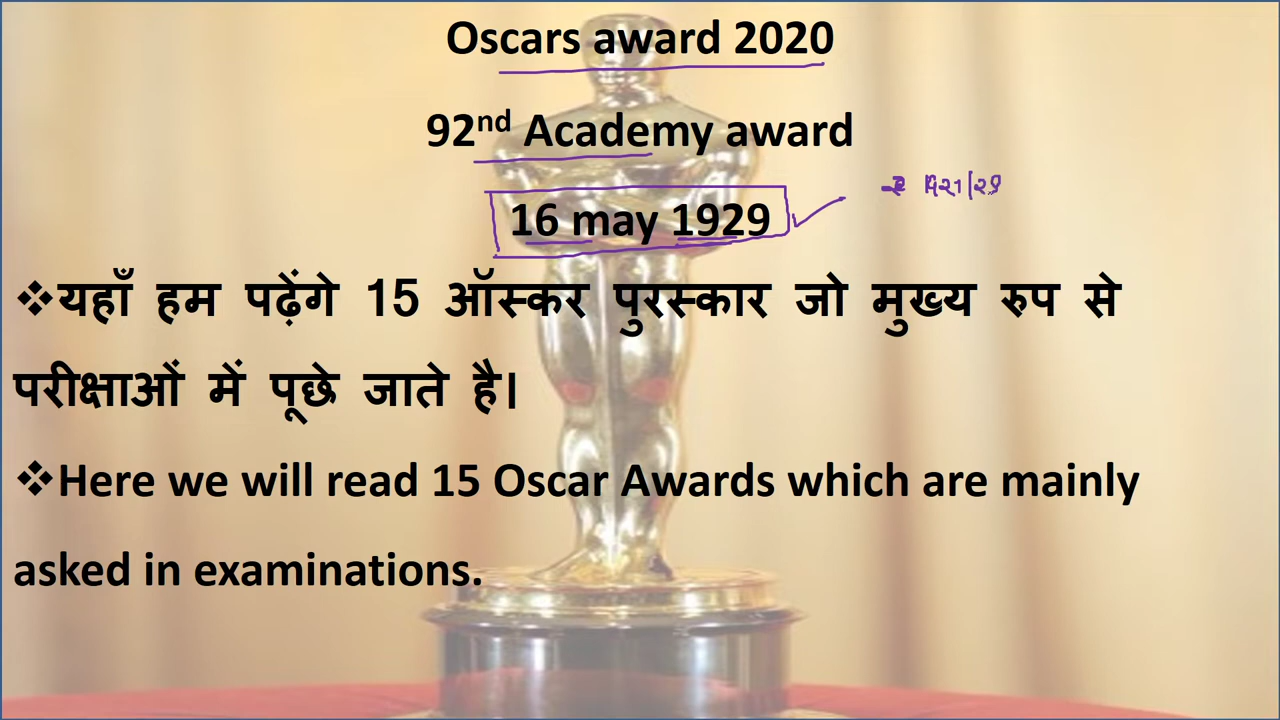 Oscars award 2020
92nd Academy award
16 may 1929
❖यहाँ हम पढ़ेंगे 15 ऑस्कर पुरस्कार जो मुख्य रुप से
परीक्षाओं में पूछे जाते है।
❖Here we will read 15 Oscar Awards which are mainly
asked in examinations.